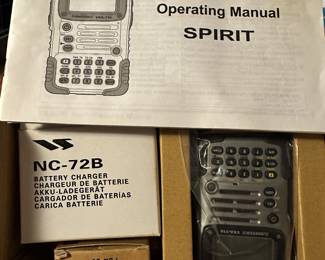 Operating Manual
SPIRIT
NC-72B
BATTERY CHARGER
CHARGEUR DE BATTERIE
AKKU-LADEGERÄT
CARGADOR DE BATERÍAS
CARICA BATTERIE